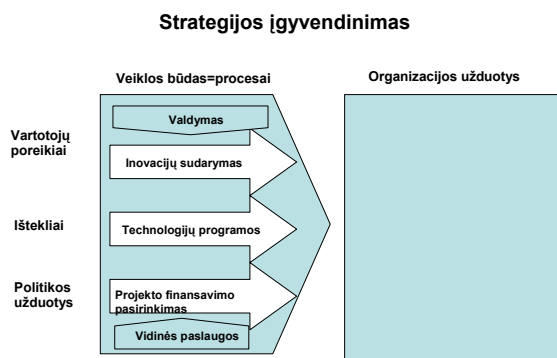 Strategijos įgyvendinimas
Veiklos būdas=procesai
Organizacijos užduotys
Valdymas
Vartotojų
poreikiai
Inovacijų sudarymas
Ištekliai
Technologijų programos
Politikos
užduotys
Projekto finansavimo
pasirinkimas
Vidinės paslaugos